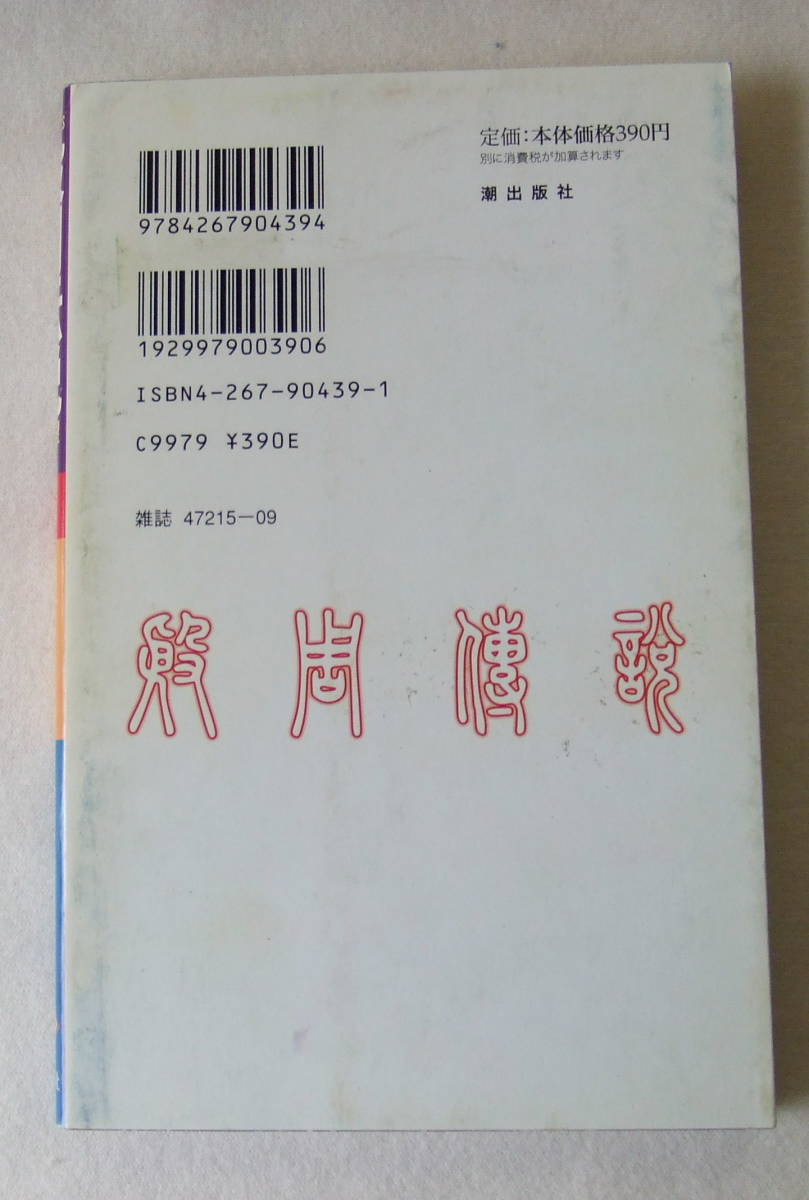 定価：本体価格390円
別に消費税が加算されます
潮出版社
9784267904394
1929979003906
ISBN4-267-90439-1
C9979 ¥390E
雑誌 47215-09
殷周傳説